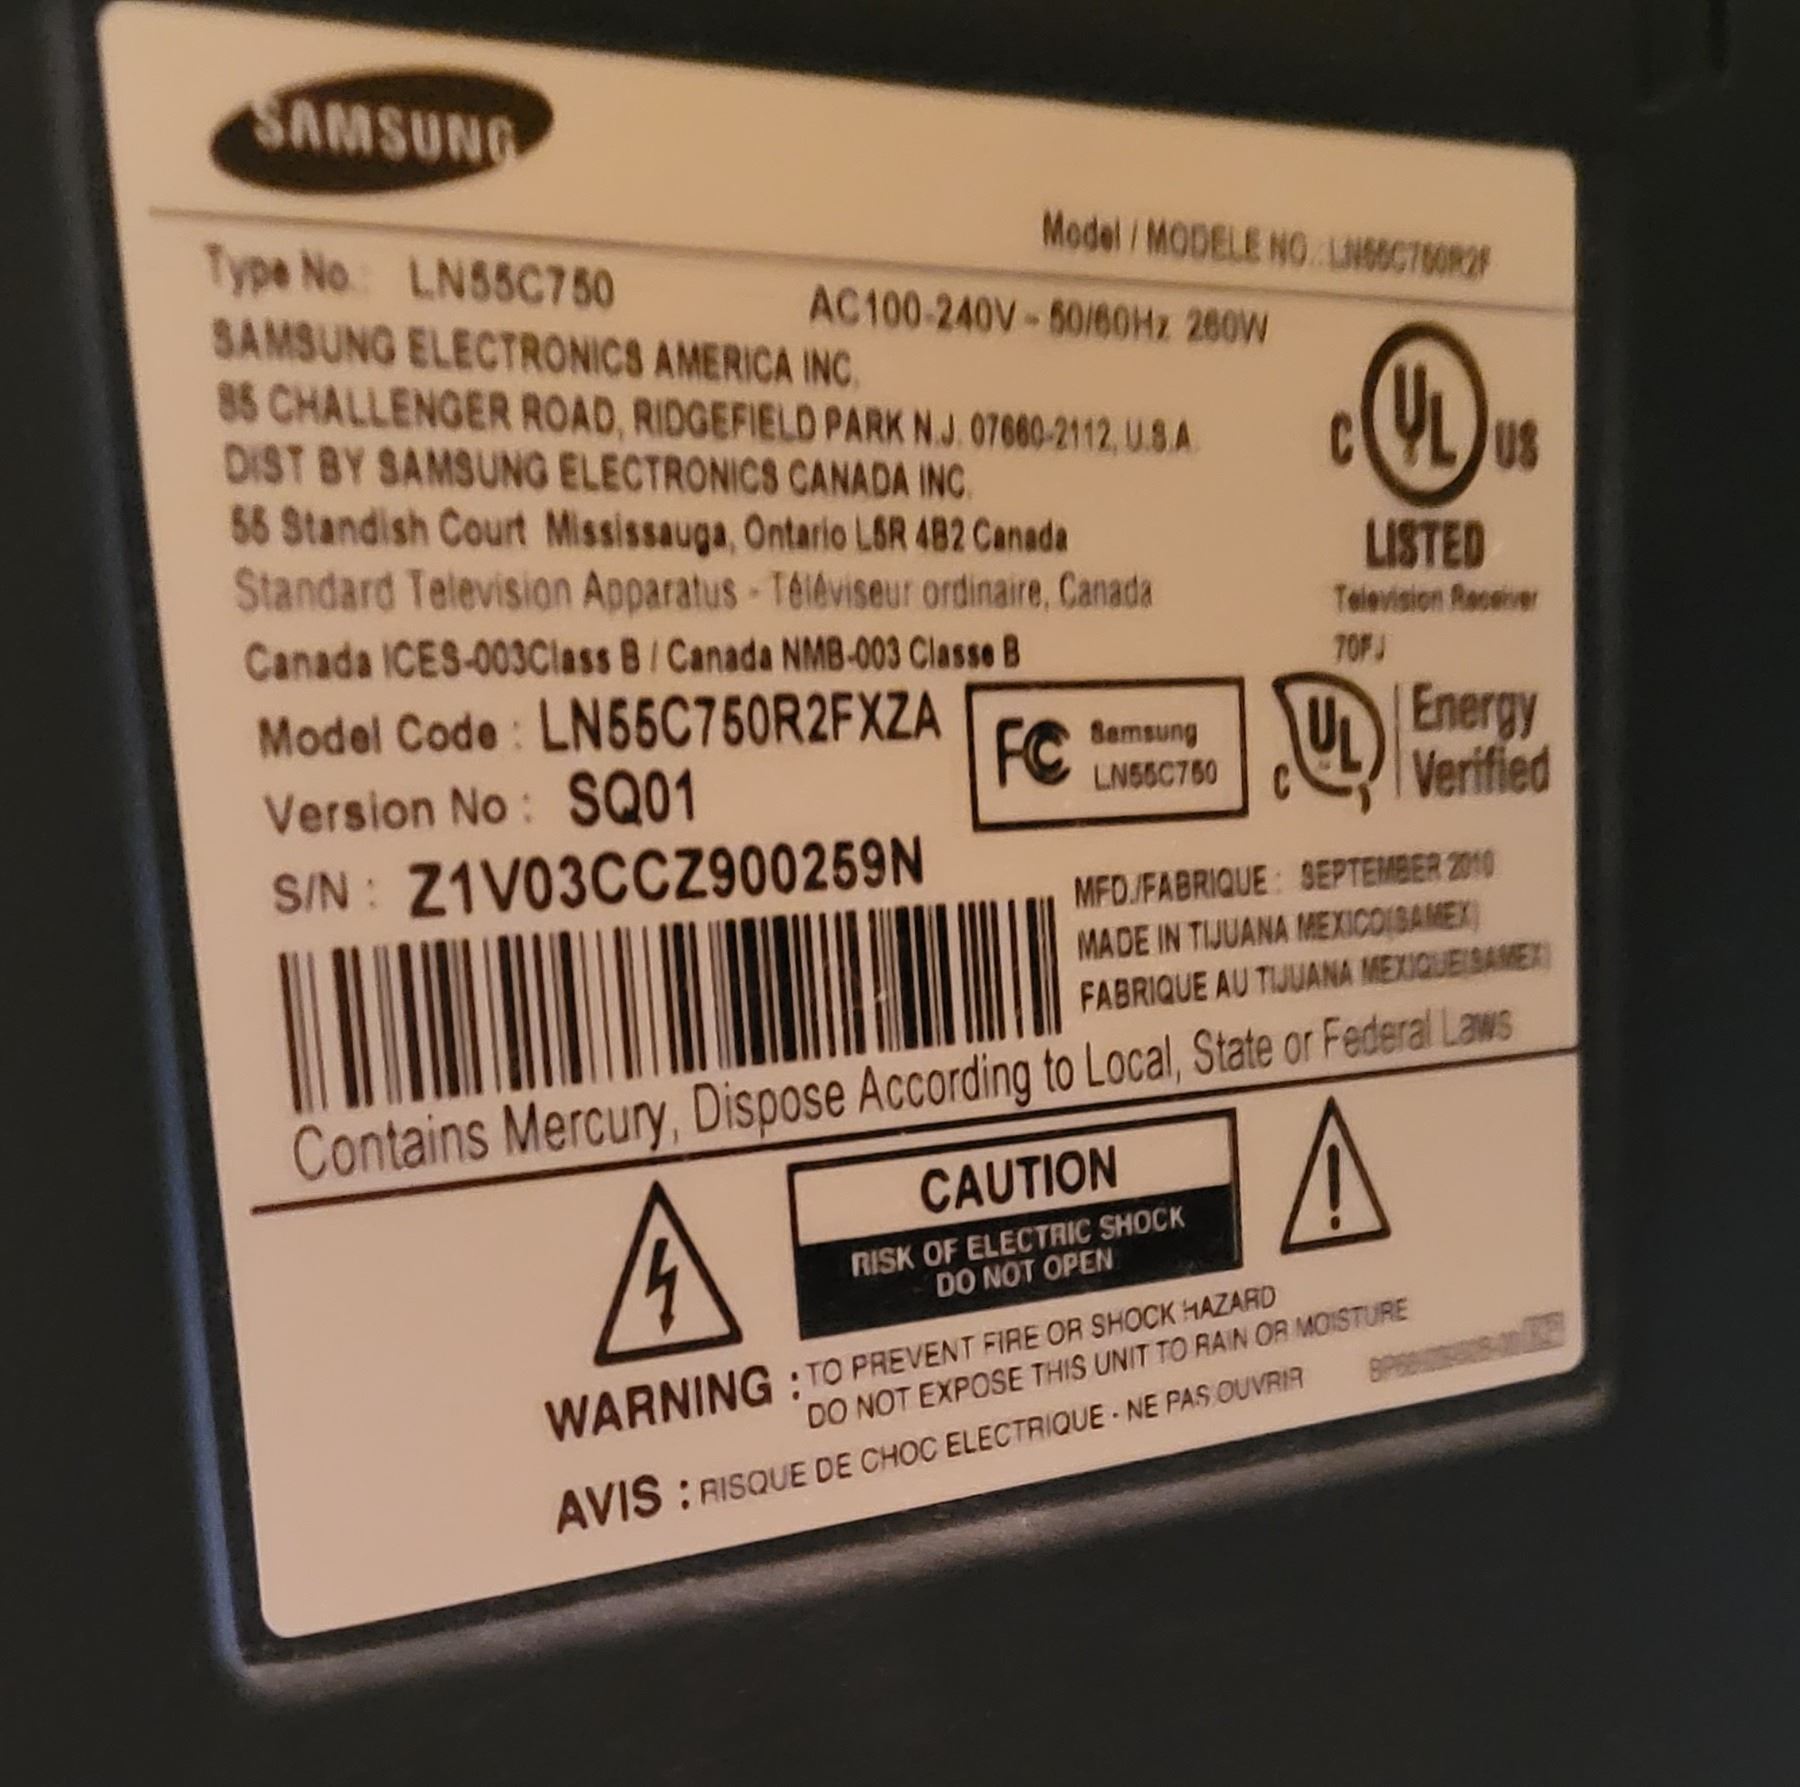 SAMSUNG
Model / MODELE NO.: LN55C750R2F
Type No.: LN55C750 AC100-240V~ 50/60Hz 260W
SAMSUNG ELECTRONICS AMERICA INC.
85 CHALLENGER ROAD, RIDGEFIELD PARK N.J. 07660-2112, U.S.A
DIST BY SAMSUNG ELECTRONICS CANADA INC.
55 Standish Court Mississauga, Ontario L5R 4B2 Canada
Standard Television Apparatus - Téléviseur ordinaire, Canada
Canada ICES-003Class B / Canada NMB-003 Classe B
C UL US
LISTED
Television Receiver
70FJ
Model Code : LN55C750R2FXZA
Version No : SQ01
FC Samsung
LN55C750
C UL Energy
Verified
S/N : Z1V03CCZ900259N
MFD./FABRIQUE : SEPTEMBER 2010
MADE IN TIJUANA MEXICO(SAMEX)
FABRIQUE AU TIJUANA MEXIQUE(SAMEX)
Contains Mercury, Dispose According to Local, State or Federal Laws
CAUTION
RISK OF ELECTRIC SHOCK
DO NOT OPEN
WARNING : TO PREVENT FIRE OR SHOCK HAZARD
DO NOT EXPOSE THIS UNIT TO RAIN OR MOISTURE
AVIS : RISQUE DE CHOC ELECTRIQUE - NE PAS OUVRIR